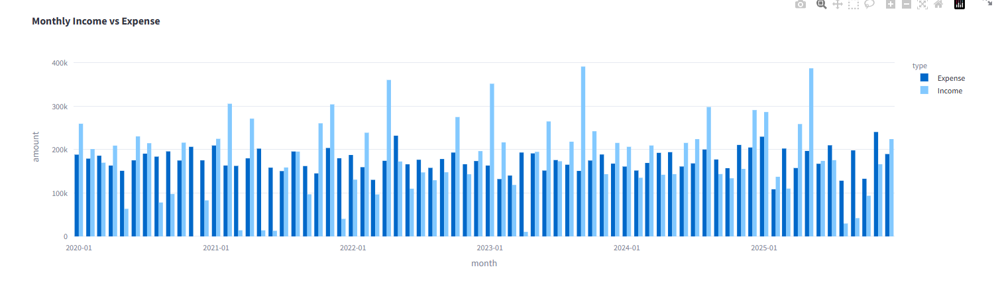 Monthly Income vs Expense
400k
300k
200k
100k
0
amount
2020-01 2021-01 2022-01 2023-01 2024-01 2025-01
month
type
Expense
Income